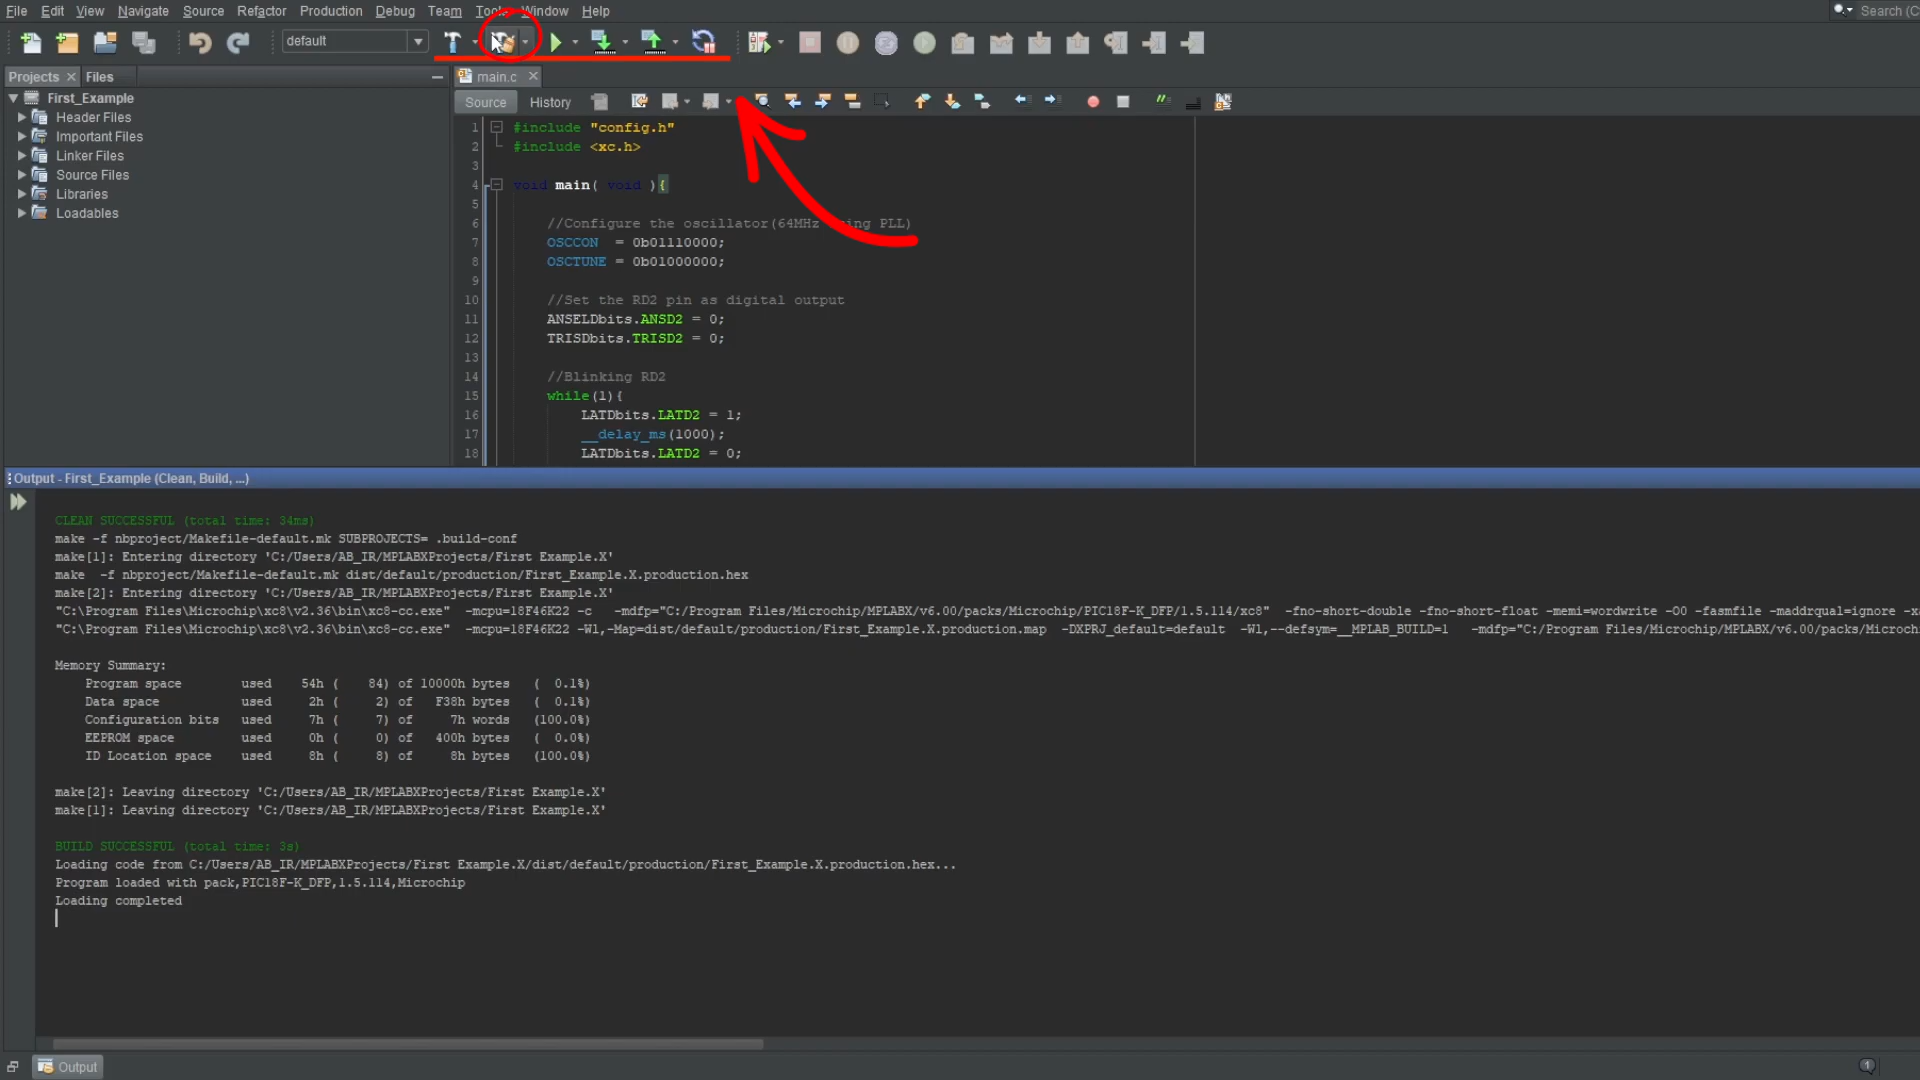 File Edit View Navigate Source Refactor Production Debug Team Tools Window Help
Search (C
default
Projects Files
main.c
First_Example
Header Files
Important Files
Linker Files
Source Files
Libraries
Loadables
Source History
1 #include "config.h"
2 #include <xc.h>
3
4 void main( void ){
5
6 //Configure the oscillator(64MHz using PLL)
7 OSCCON = 0b01110000;
8 OSCTUNE = 0b01000000;
9
10 //Set the RD2 pin as digital output
11 ANSELDbits.ANSD2 = 0;
12 TRISDbits.TRISD2 = 0;
13
14 //Blinking RD2
15 while(1){
16 LATDbits.LATD2 = 1;
17 __delay_ms(1000);
18 LATDbits.LATD2 = 0;
Output - First_Example (Clean, Build, ...)
CLEAN SUCCESSFUL (total time: 34ms)
make -f nbproject/Makefile-default.mk SUBPROJECTS= .build-conf
make[1]: Entering directory 'C:/Users/AB_IR/MPLABXProjects/First Example.X'
make -f nbproject/Makefile-default.mk dist/default/production/First_Example.X.production.hex
make[2]: Entering directory 'C:/Users/AB_IR/MPLABXProjects/First Example.X'
"C:\Program Files\Microchip\xc8\v2.36\bin\xc8-cc.exe" -mcpu=18F46K22 -c -mdfp="C:/Program Files/Microchip/MPLABX/v6.00/packs/Microchip/PIC18F-K_DFP/1.5.114/xc8" -fno-short-double -fno-short-float -memi=wordwrite -O0 -fasmfile -maddrqual=ignore -xa
"C:\Program Files\Microchip\xc8\v2.36\bin\xc8-cc.exe" -mcpu=18F46K22 -Wl,-Map=dist/default/production/First_Example.X.production.map -DXPRJ_default=default -Wl,--defsym=__MPLAB_BUILD=1 -mdfp="C:/Program Files/Microchip/MPLABX/v6.00/packs/Microch
Memory Summary:
Program space used 54h ( 84) of 10000h bytes ( 0.1%)
Data space used 2h ( 2) of F38h bytes ( 0.1%)
Configuration bits used 7h ( 7) of 7h words (100.0%)
EEPROM space used 0h ( 0) of 400h bytes ( 0.0%)
ID Location space used 8h ( 8) of 8h bytes (100.0%)
make[2]: Leaving directory 'C:/Users/AB_IR/MPLABXProjects/First Example.X'
make[1]: Leaving directory 'C:/Users/AB_IR/MPLABXProjects/First Example.X'
BUILD SUCCESSFUL (total time: 3s)
Loading code from C:/Users/AB_IR/MPLABXProjects/First Example.X/dist/default/production/First_Example.X.production.hex...
Program loaded with pack,PIC18F-K_DFP,1.5.114,Microchip
Loading completed
Output